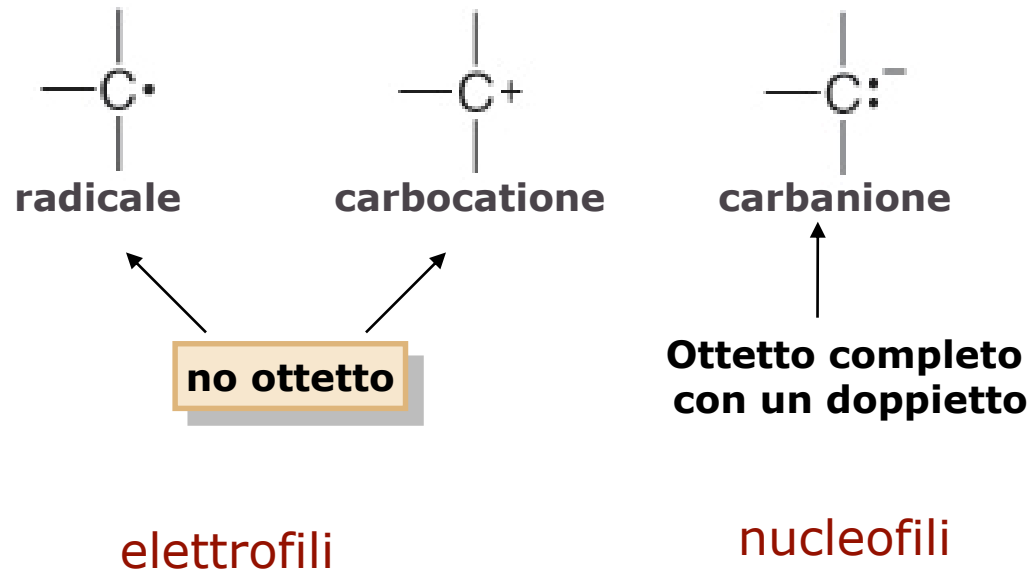 C• C+ C:−
radicale carbocatione carbanione
no ottetto
Ottetto completo
con un doppietto
elettrofili nucleofili